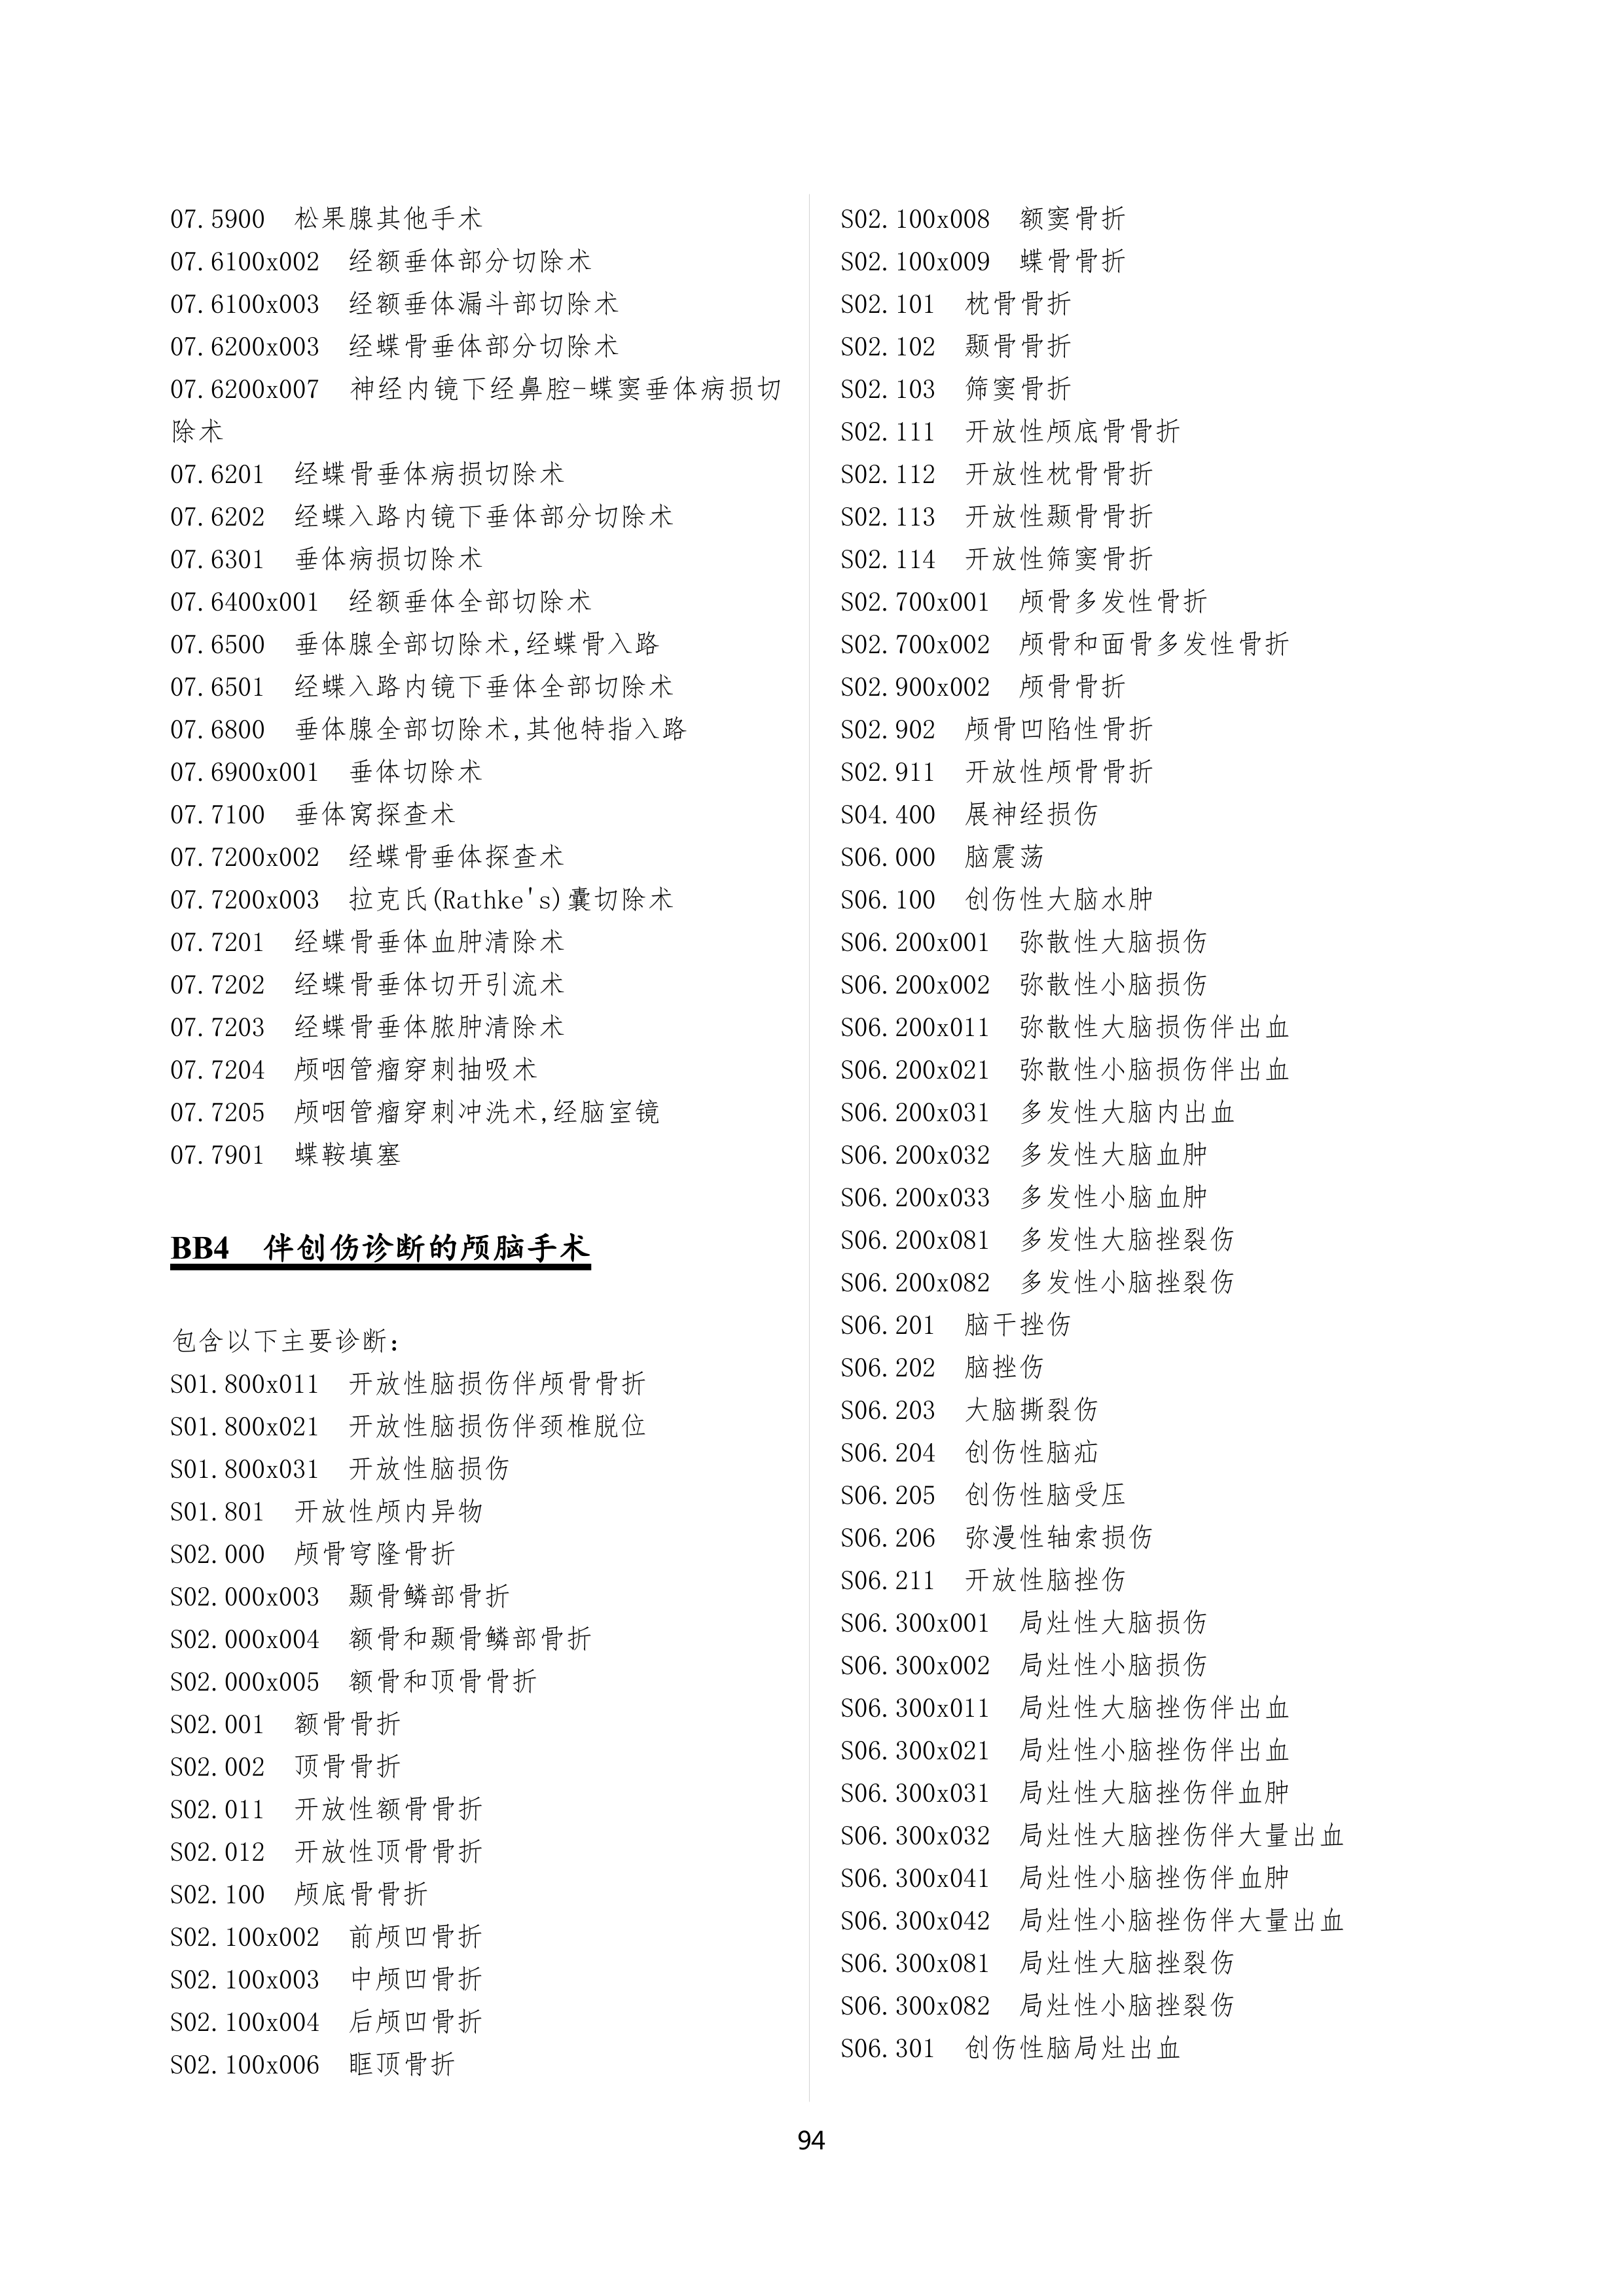 07.5900 松果腺其他手术
07.6100x002 经额垂体部分切除术
07.6100x003 经额垂体漏斗部切除术
07.6200x003 经蝶骨垂体部分切除术
07.6200x007 神经内镜下经鼻腔-蝶窦垂体病损切
除术
07.6201 经蝶骨垂体病损切除术
07.6202 经蝶入路内镜下垂体部分切除术
07.6301 垂体病损切除术
07.6400x001 经额垂体全部切除术
07.6500 垂体腺全部切除术,经蝶骨入路
07.6501 经蝶入路内镜下垂体全部切除术
07.6800 垂体腺全部切除术,其他特指入路
07.6900x001 垂体切除术
07.7100 垂体窝探查术
07.7200x002 经蝶骨垂体探查术
07.7200x003 拉克氏(Rathke's)囊切除术
07.7201 经蝶骨垂体血肿清除术
07.7202 经蝶骨垂体切开引流术
07.7203 经蝶骨垂体脓肿清除术
07.7204 颅咽管瘤穿刺抽吸术
07.7205 颅咽管瘤穿刺冲洗术,经脑室镜
07.7901 蝶鞍填塞
BB4 伴创伤诊断的颅脑手术
包含以下主要诊断:
S01.800x011 开放性脑损伤伴颅骨骨折
S01.800x021 开放性脑损伤伴颈椎脱位
S01.800x031 开放性脑损伤
S01.801 开放性颅内异物
S02.000 颅骨穹隆骨折
S02.000x003 颞骨鳞部骨折
S02.000x004 额骨和颞骨鳞部骨折
S02.000x005 额骨和顶骨骨折
S02.001 额骨骨折
S02.002 顶骨骨折
S02.011 开放性额骨骨折
S02.012 开放性顶骨骨折
S02.100 颅底骨骨折
S02.100x002 前颅凹骨折
S02.100x003 中颅凹骨折
S02.100x004 后颅凹骨折
S02.100x006 眶顶骨折
S02.100x008 额窦骨折
S02.100x009 蝶骨骨折
S02.101 枕骨骨折
S02.102 颞骨骨折
S02.103 筛窦骨折
S02.111 开放性颅底骨骨折
S02.112 开放性枕骨骨折
S02.113 开放性颞骨骨折
S02.114 开放性筛窦骨折
S02.700x001 颅骨多发性骨折
S02.700x002 颅骨和面骨多发性骨折
S02.900x002 颅骨骨折
S02.902 颅骨凹陷性骨折
S02.911 开放性颅骨骨折
S04.400 展神经损伤
S06.000 脑震荡
S06.100 创伤性大脑水肿
S06.200x001 弥散性大脑损伤
S06.200x002 弥散性小脑损伤
S06.200x011 弥散性大脑损伤伴出血
S06.200x021 弥散性小脑损伤伴出血
S06.200x031 多发性大脑内出血
S06.200x032 多发性大脑血肿
S06.200x033 多发性小脑血肿
S06.200x081 多发性大脑挫裂伤
S06.200x082 多发性小脑挫裂伤
S06.201 脑干挫伤
S06.202 脑挫伤
S06.203 大脑撕裂伤
S06.204 创伤性脑疝
S06.205 创伤性脑受压
S06.206 弥漫性轴索损伤
S06.211 开放性脑挫伤
S06.300x001 局灶性大脑损伤
S06.300x002 局灶性小脑损伤
S06.300x011 局灶性大脑挫伤伴出血
S06.300x021 局灶性小脑挫伤伴出血
S06.300x031 局灶性大脑挫伤伴血肿
S06.300x032 局灶性大脑挫伤伴大量出血
S06.300x041 局灶性小脑挫伤伴血肿
S06.300x042 局灶性小脑挫伤伴大量出血
S06.300x081 局灶性大脑挫裂伤
S06.300x082 局灶性小脑挫裂伤
S06.301 创伤性脑局灶出血
94